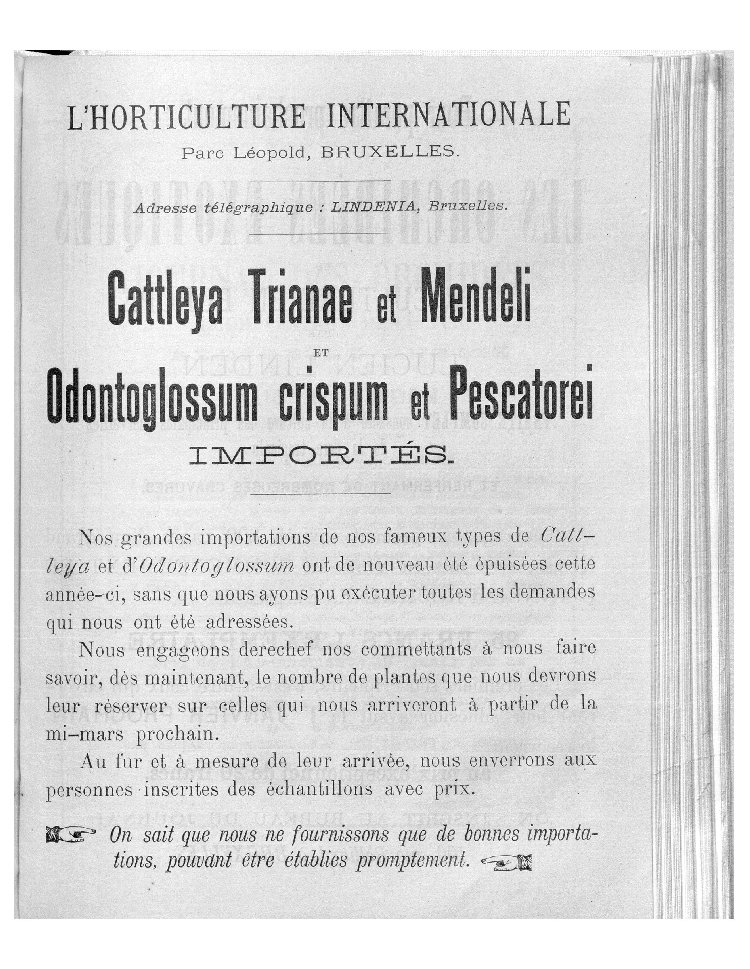 L'HORTICULTURE INTERNATIONALE
Parc Léopold, BRUXELLES.
Adresse télégraphique : LINDENIA, Bruxelles.
Cattleya Trianae et Mendeli
ET
Odontoglossum crispum et Pescatorei
IMPORTÉS.
Nos grandes importations de nos fameux types de Catt–
leya et d'Odontoglossum ont de nouveau été épuisées cette
année–ci, sans que nous ayons pu exécuter toutes les demandes
qui nous ont été adressées.
Nous engageons derechef nos commettants à nous faire
savoir, dès maintenant, le nombre de plantes que nous devrons
leur réserver sur celles qui nous arriveront à partir de la
mi–mars prochain.
Au fur et à mesure de leur arrivée, nous enverrons aux
personnes inscrites des échantillons avec prix.
On sait que nous ne fournissons que de bonnes importa-
tions, pouvant être établies promptement.